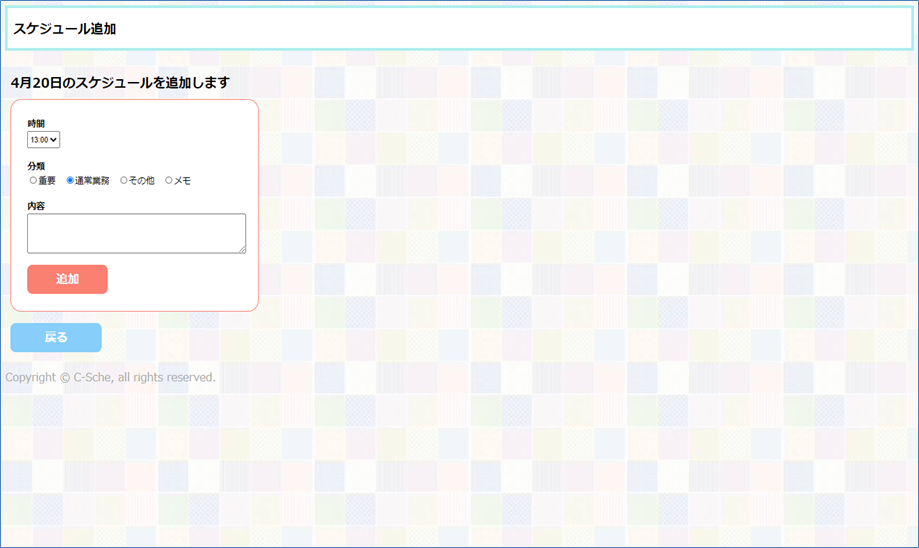 スケジュール追加
4月20日のスケジュールを追加します
時間
13:00
分類
重要 通常業務 その他 メモ
内容
追加
戻る
Copyright © C-Sche, all rights reserved.